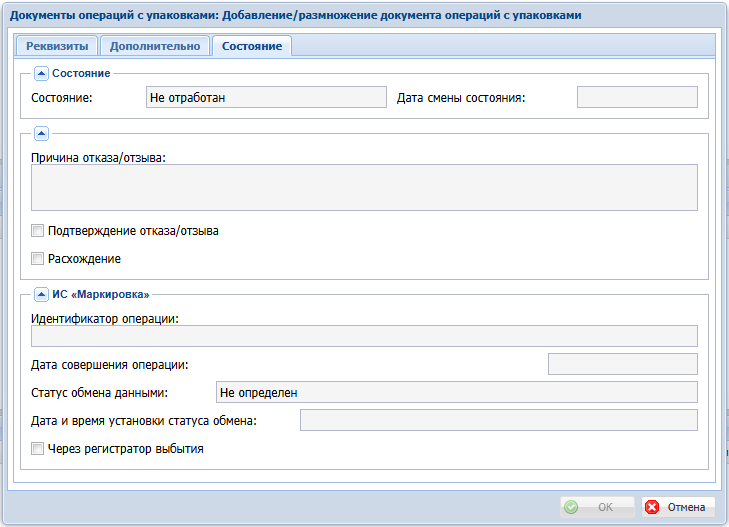 Документы операций с упаковками: Добавление/размножение документа операций с упаковками
Реквизиты Дополнительно Состояние
Состояние
Состояние: Не отработан Дата смены состояния:
Причина отказа/отзыва:
Подтверждение отказа/отзыва
Расхождение
ИС «Маркировка»
Идентификатор операции:
Дата совершения операции:
Статус обмена данными: Не определен
Дата и время установки статуса обмена:
Через регистратор выбытия
ОК Отмена